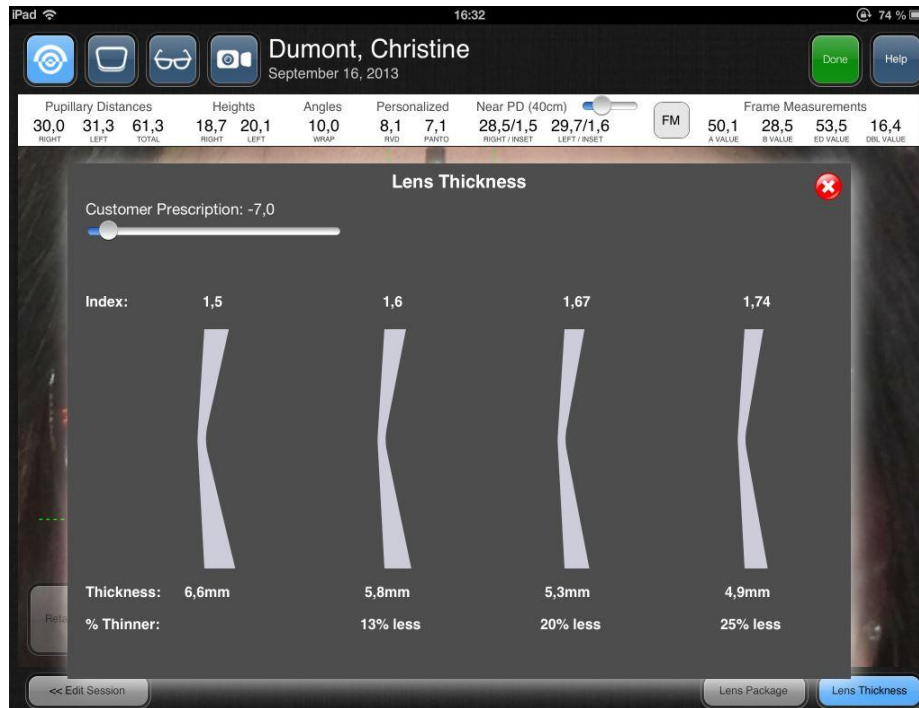 iPad 16:32 74 %
Dumont, Christine
September 16, 2013
Done
Help
Pupillary Distances Heights Angles Personalized Near PD (40cm) Frame Measurements
30,0 31,3 61,3 18,7 20,1 10,0 8,1 7,1 28,5/1,5 29,7/1,6 FM 50,1 28,5 53,5 16,4
RIGHT LEFT TOTAL RIGHT LEFT WRAP RVD PANTO RIGHT / INSET LEFT / INSET A VALUE B VALUE ED VALUE DBL VALUE
Lens Thickness
Customer Prescription: -7,0
Index: 1,5 1,6 1,67 1,74
Thickness: 6,6mm 5,8mm 5,3mm 4,9mm
% Thinner: 13% less 20% less 25% less
<< Edit Session Lens Package Lens Thickness